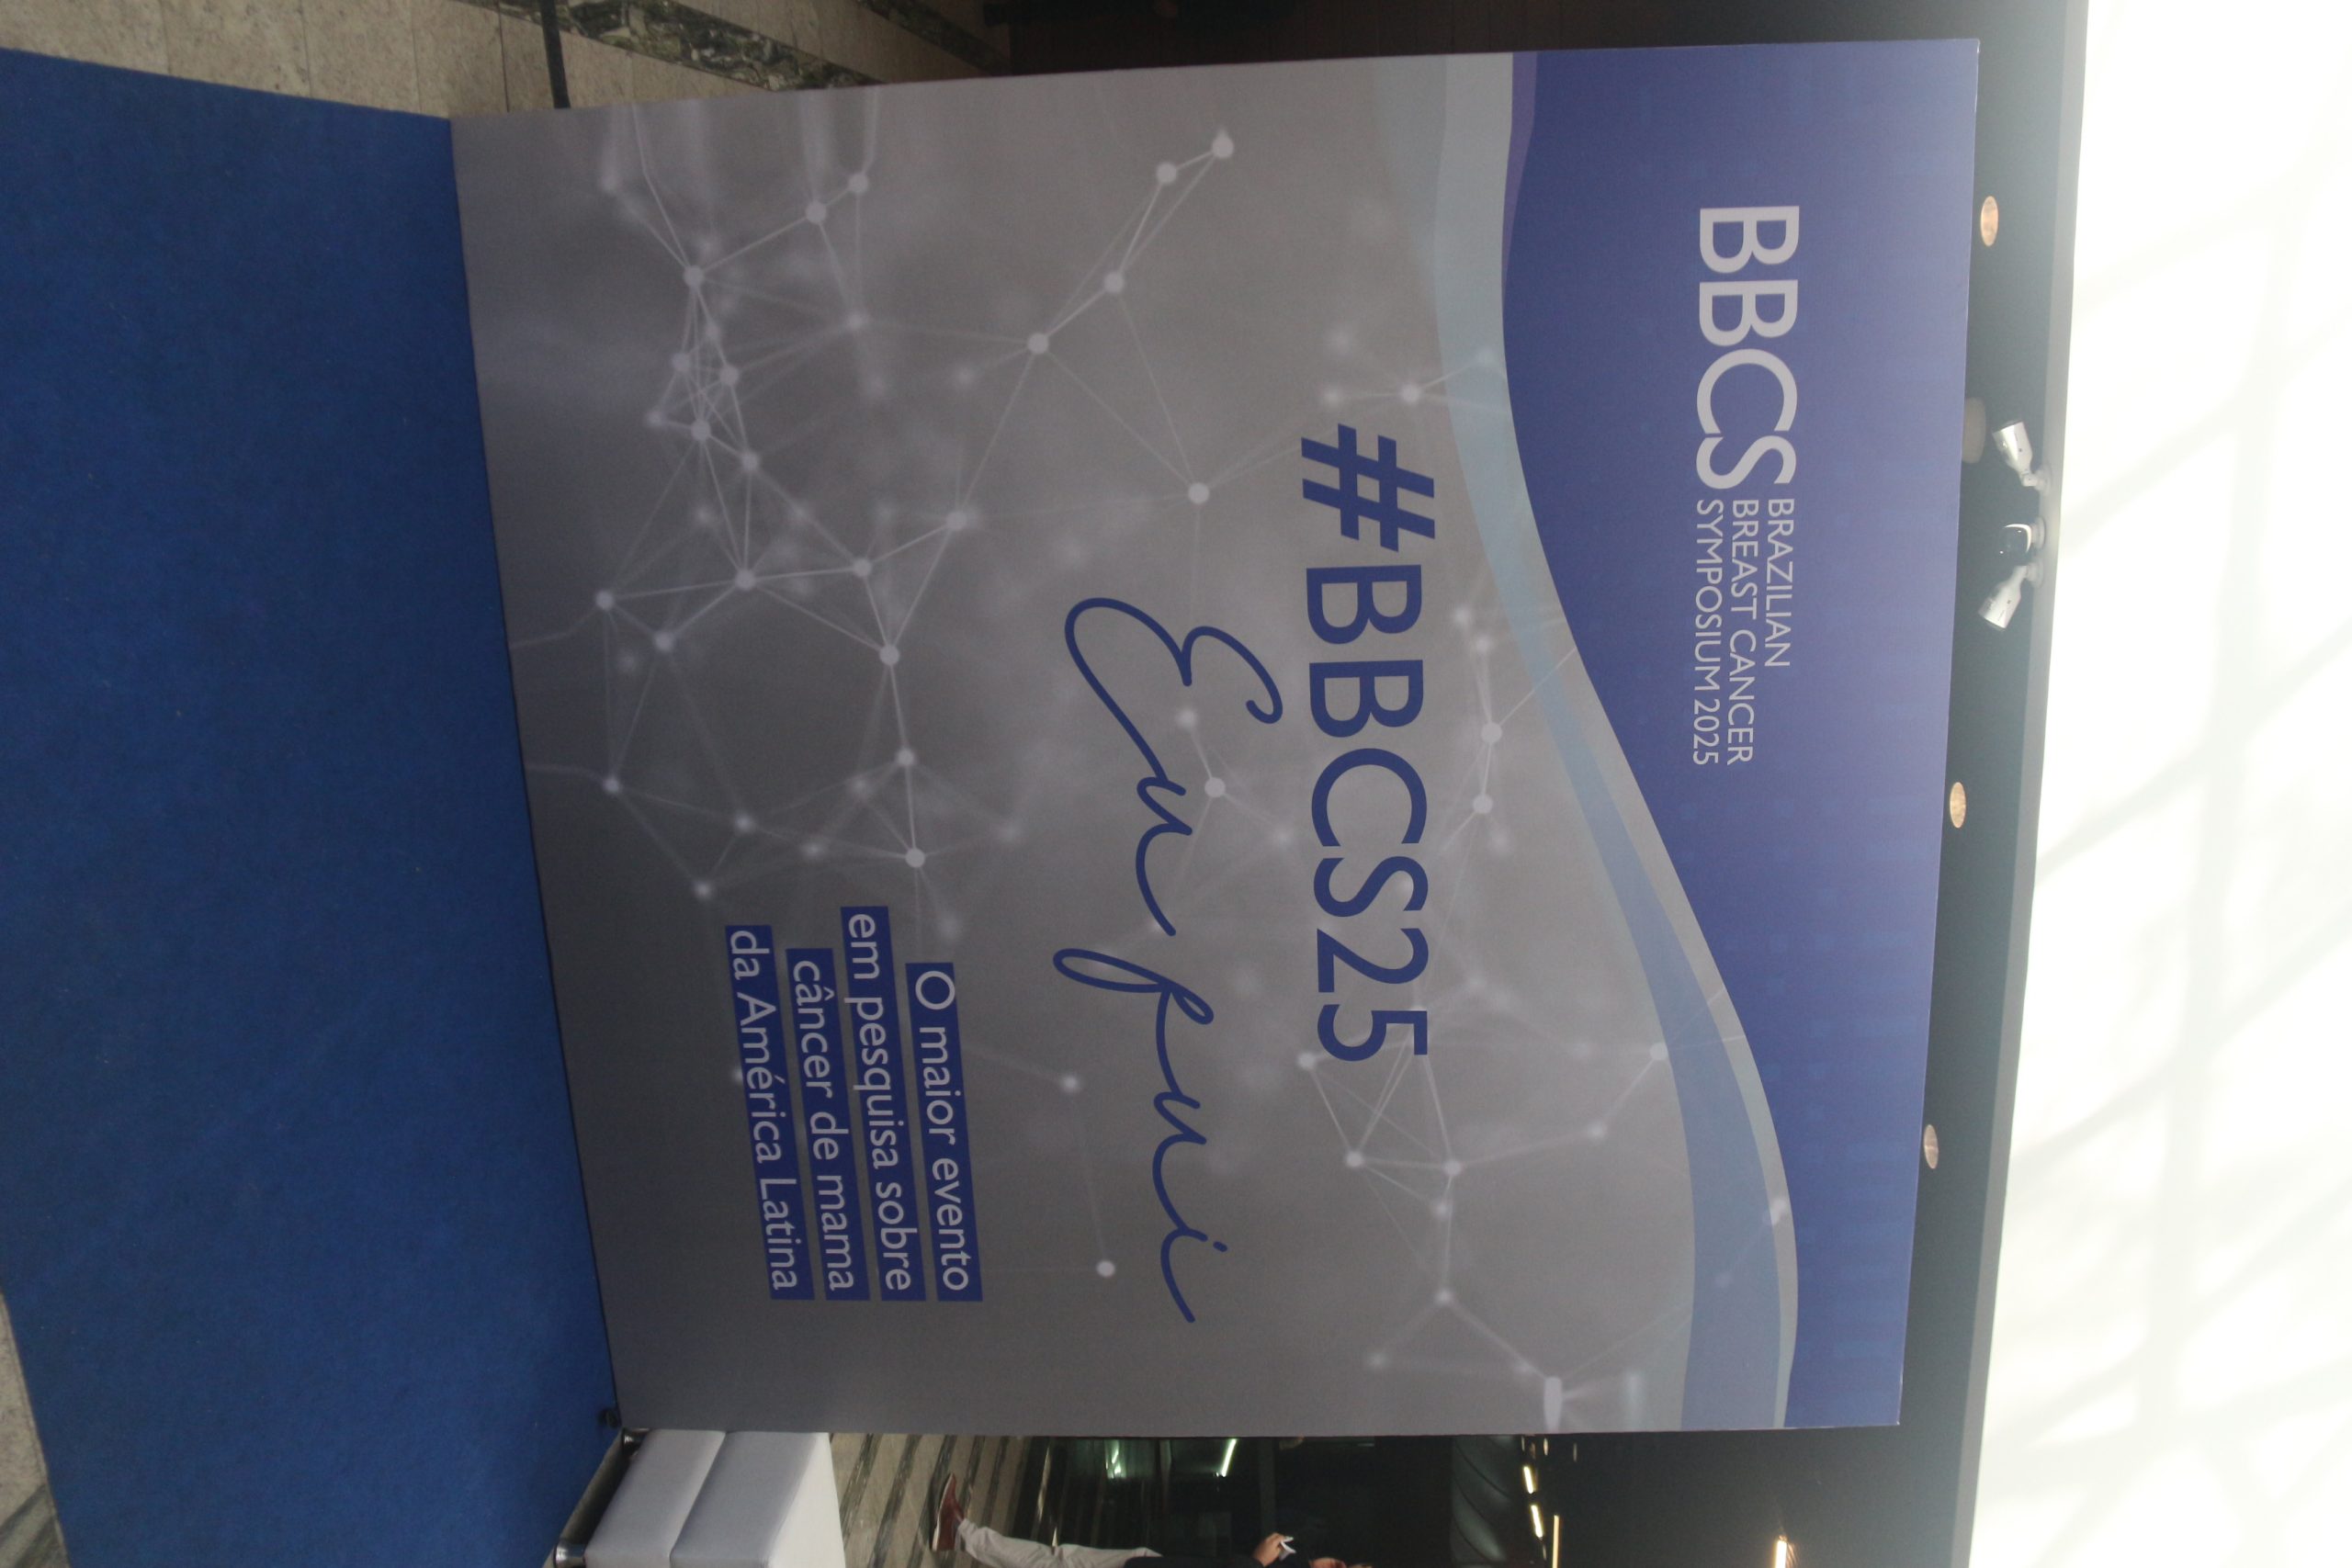 BBCS
BRAZILIAN
BREAST CANCER
SYMPOSIUM 2025
#BBCS25
Eu fui
O maior evento
em pesquisa sobre
câncer de mama
da América Latina